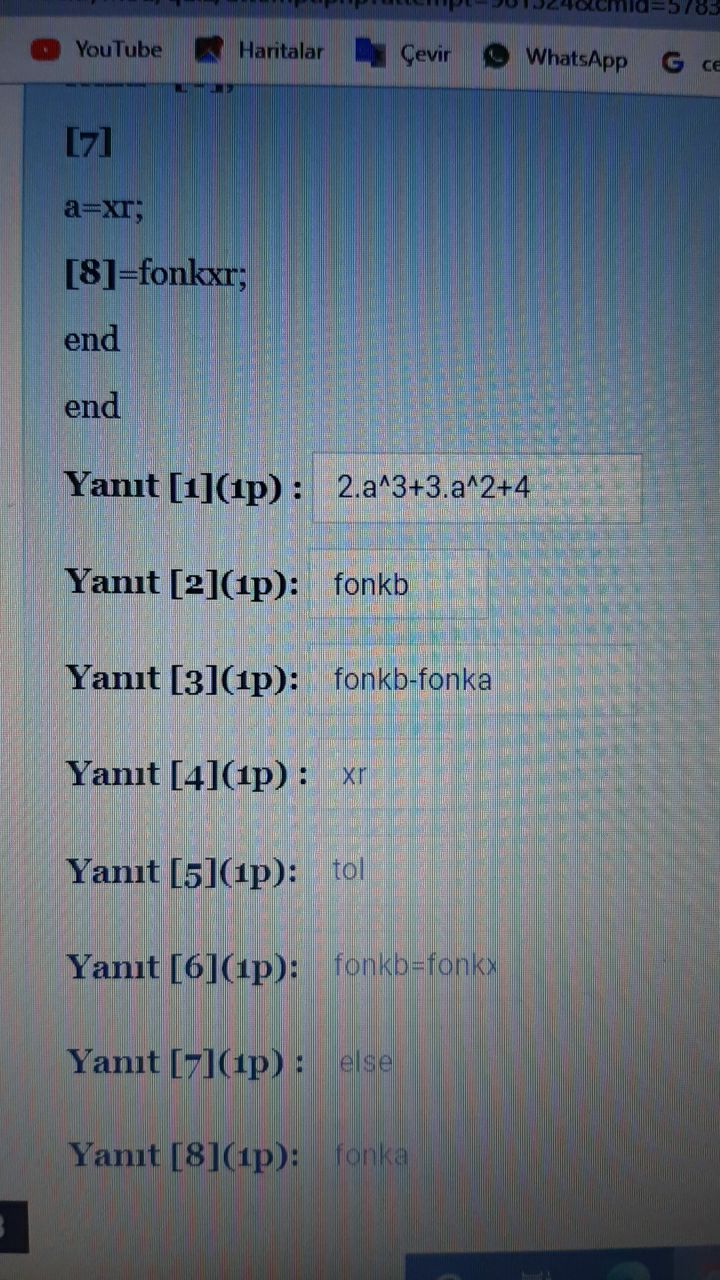 YouTube Haritalar Çevir WhatsApp
[7]
a=xr;
[8]=fonkxr;
end
end
Yanıt [1](1p) : 2.a^3+3.a^2+4
Yanıt [2](1p): fonkb
Yanıt [3](1p): fonkb-fonka
Yanıt [4](1p) : xr
Yanıt [5](1p): tol
Yanıt [6](1p): fonkb=fonkx
Yanıt [7](1p) : else
Yanıt [8](1p): fonka